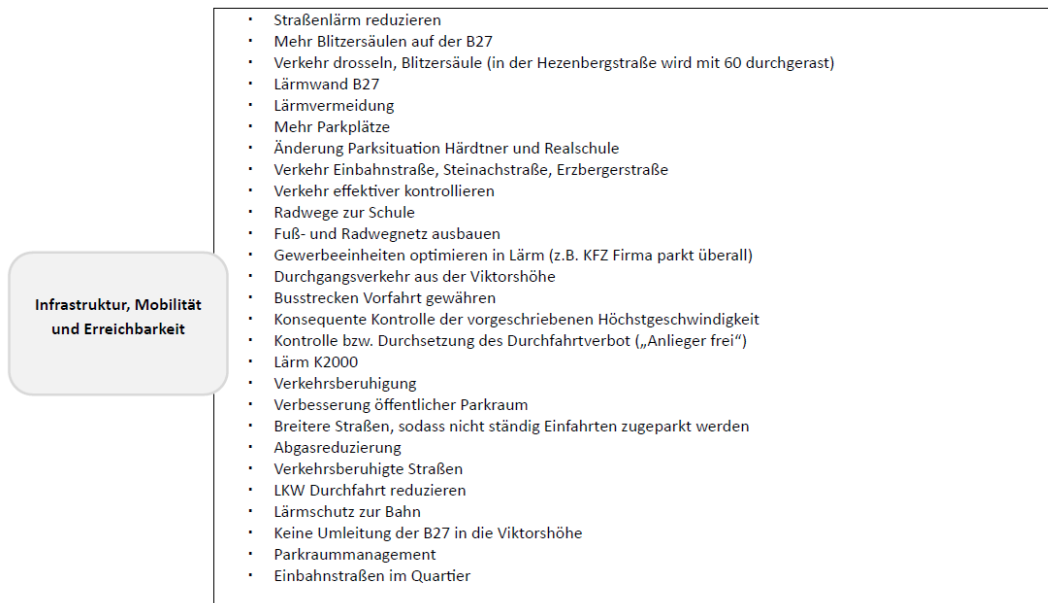 Infrastruktur, Mobilität
und Erreichbarkeit
· Straßenlärm reduzieren
· Mehr Blitzersäulen auf der B27
· Verkehr drosseln, Blitzersäule (in der Hezenbergstraße wird mit 60 durchgerast)
· Lärmwand B27
· Lärmvermeidung
· Mehr Parkplätze
· Änderung Parksituation Härdtner und Realschule
· Verkehr Einbahnstraße, Steinachstraße, Erzbergerstraße
· Verkehr effektiver kontrollieren
· Radwege zur Schule
· Fuß- und Radwegnetz ausbauen
· Gewerbeeinheiten optimieren in Lärm (z.B. KFZ Firma parkt überall)
· Durchgangsverkehr aus der Viktorshöhe
· Busstrecken Vorfahrt gewähren
· Konsequente Kontrolle der vorgeschriebenen Höchstgeschwindigkeit
· Kontrolle bzw. Durchsetzung des Durchfahrtverbot („Anlieger frei“)
· Lärm K2000
· Verkehrsberuhigung
· Verbesserung öffentlicher Parkraum
· Breitere Straßen, sodass nicht ständig Einfahrten zugeparkt werden
· Abgasreduzierung
· Verkehrsberuhigte Straßen
· LKW Durchfahrt reduzieren
· Lärmschutz zur Bahn
· Keine Umleitung der B27 in die Viktorshöhe
· Parkraummanagement
· Einbahnstraßen im Quartier